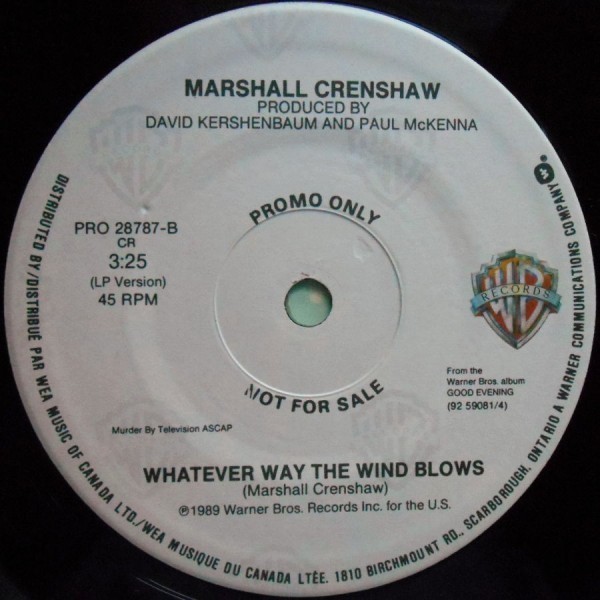 MARSHALL CRENSHAW
PRODUCED BY
DAVID KERSHENBAUM AND PAUL McKENNA
PROMO ONLY
PRO 28787-B
CR
3:25
(LP Version)
45 RPM
WB
RECORDS
From the
Warner Bros. album
GOOD EVENING
(92 59081/4)
NOT FOR SALE
Murder By Television ASCAP
WHATEVER WAY THE WIND BLOWS
(Marshall Crenshaw)
℗1989 Warner Bros. Records Inc. for the U.S.
DISTRIBUTED BY/DISTRIBUÉ PAR WEA MUSIC OF CANADA LTD./WEA MUSIQUE DU CANADA LTÉE. 1810 BIRCHMOUNT RD., SCARBOROUGH, ONTARIO A WARNER COMMUNICATIONS COMPANY